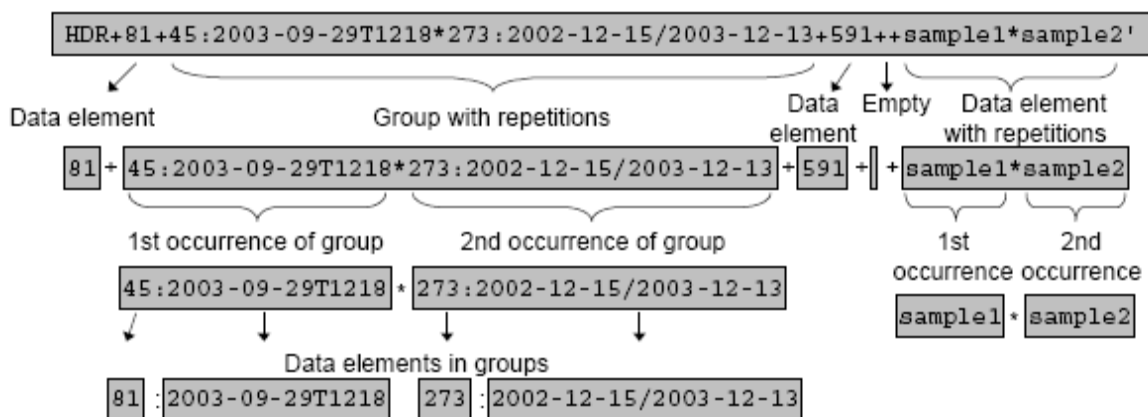 HDR+81+45:2003-09-29T1218*273:2002-12-15/2003-12-13+591++sample1*sample2'
Data element Group with repetitions Data element Empty Data element with repetitions
81 + 45:2003-09-29T1218*273:2002-12-15/2003-12-13 + 591 + + sample1*sample2
1st occurrence of group 2nd occurrence of group 1st occurrence 2nd occurrence
45:2003-09-29T1218 * 273:2002-12-15/2003-12-13 sample1 * sample2
Data elements in groups
81 : 2003-09-29T1218 273 : 2002-12-15/2003-12-13